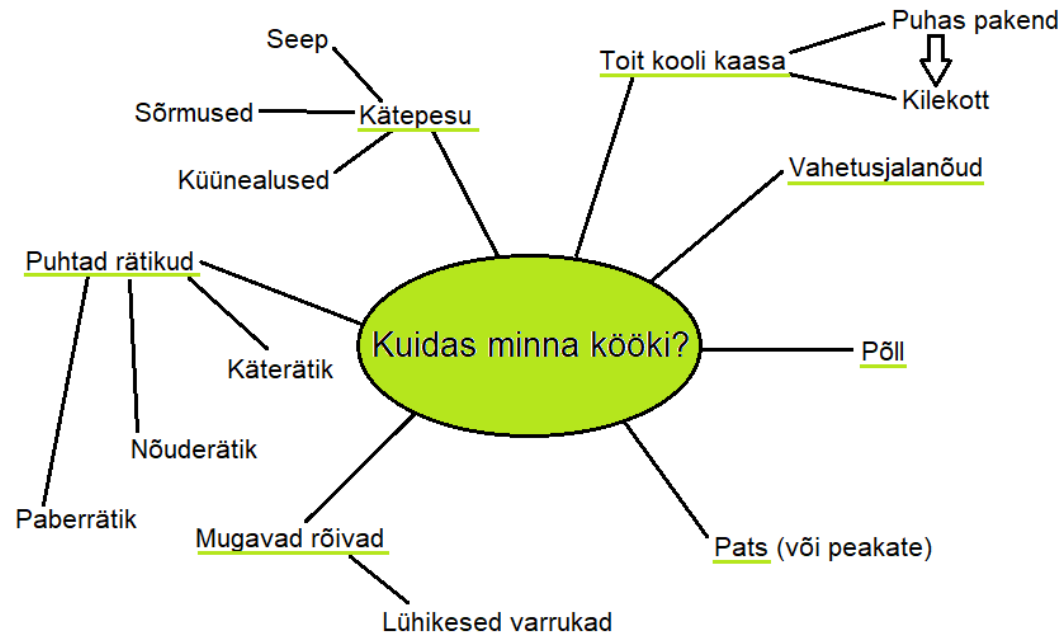 Puhas pakend
Seep
Toit kooli kaasa
Kilekott
Sõrmused
Kätepesu
Vahetusjalanõud
Küünealused
Puhtad rätikud
Kuidas minna kööki?
Põll
Käterätik
Nõuderätik
Paberrätik
Mugavad rõivad
Pats (või peakate)
Lühikesed varrukad